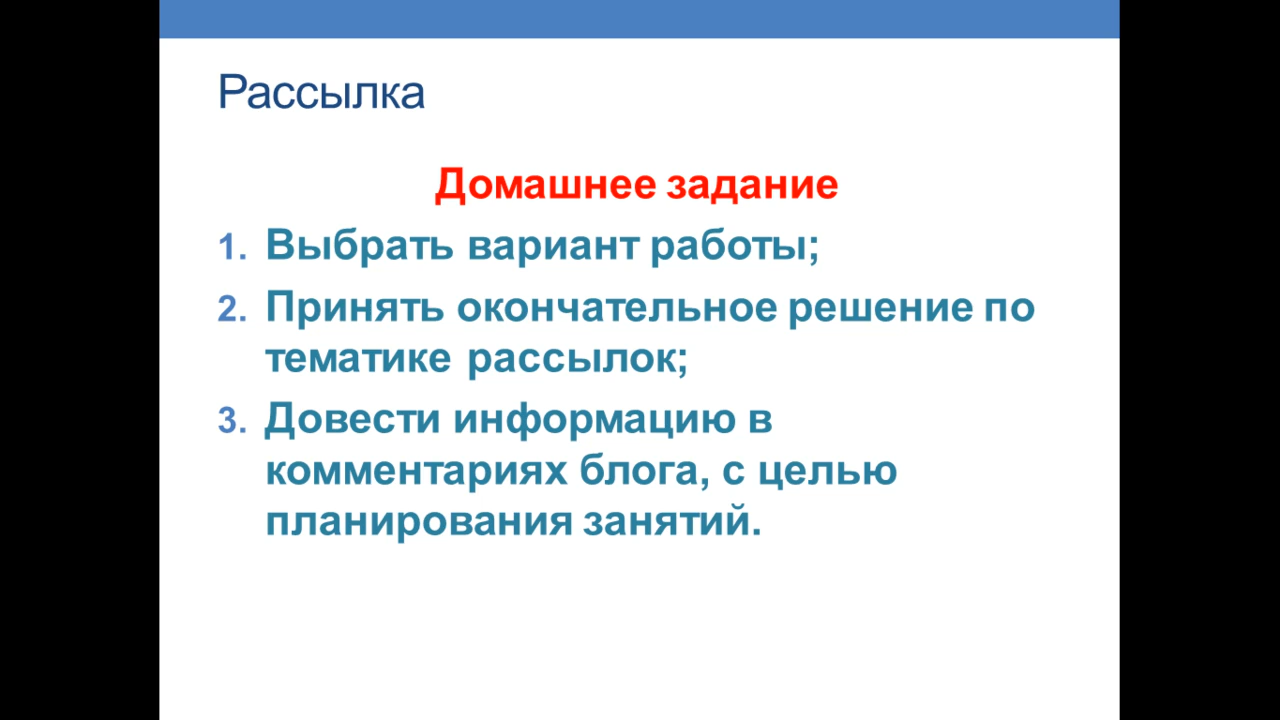 Рассылка
Домашнее задание
1. Выбрать вариант работы;
2. Принять окончательное решение по
тематике рассылок;
3. Довести информацию в
комментариях блога, с целью
планирования занятий.